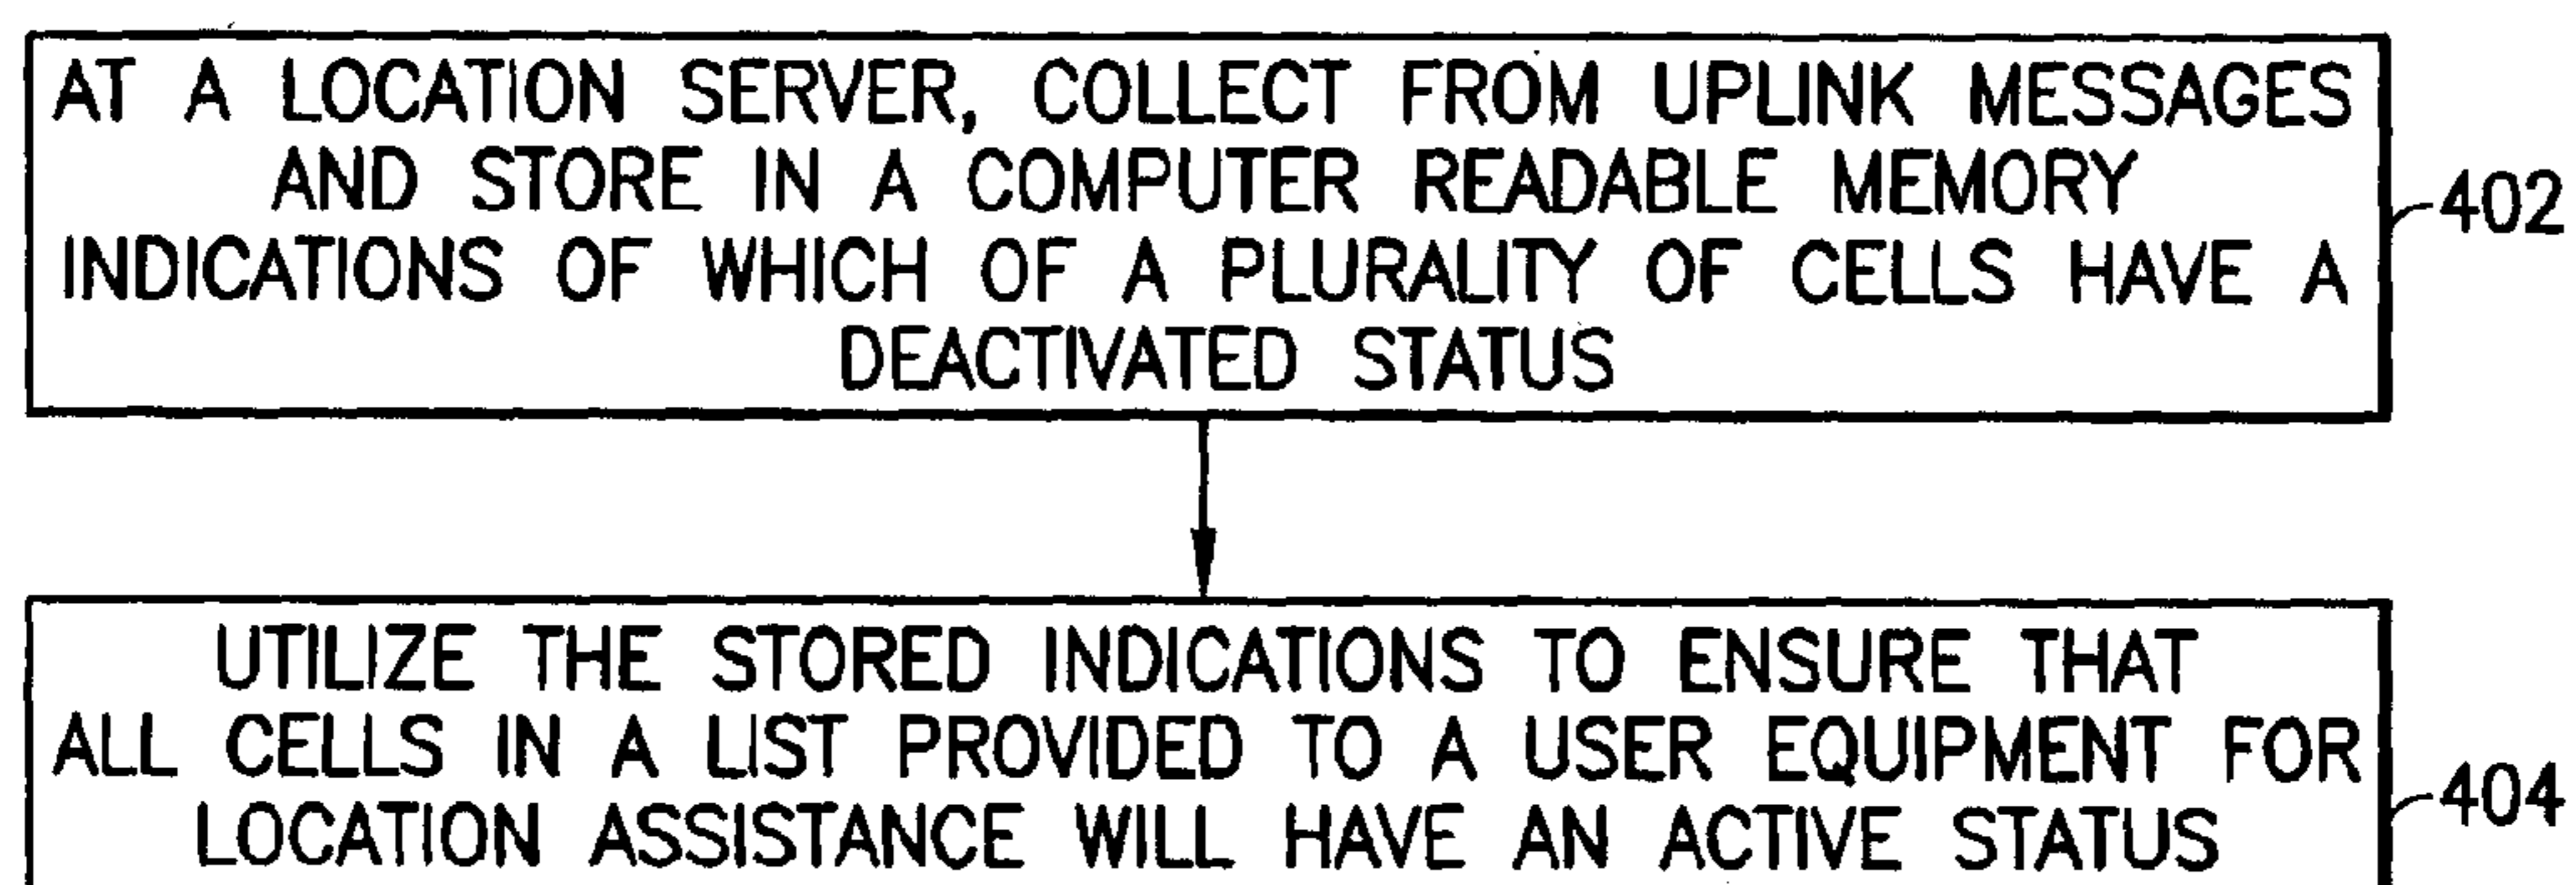 AT A LOCATION SERVER, COLLECT FROM UPLINK MESSAGES
AND STORE IN A COMPUTER READABLE MEMORY
INDICATIONS OF WHICH OF A PLURALITY OF CELLS HAVE A
DEACTIVATED STATUS
402
UTILIZE THE STORED INDICATIONS TO ENSURE THAT
ALL CELLS IN A LIST PROVIDED TO A USER EQUIPMENT FOR
LOCATION ASSISTANCE WILL HAVE AN ACTIVE STATUS
404